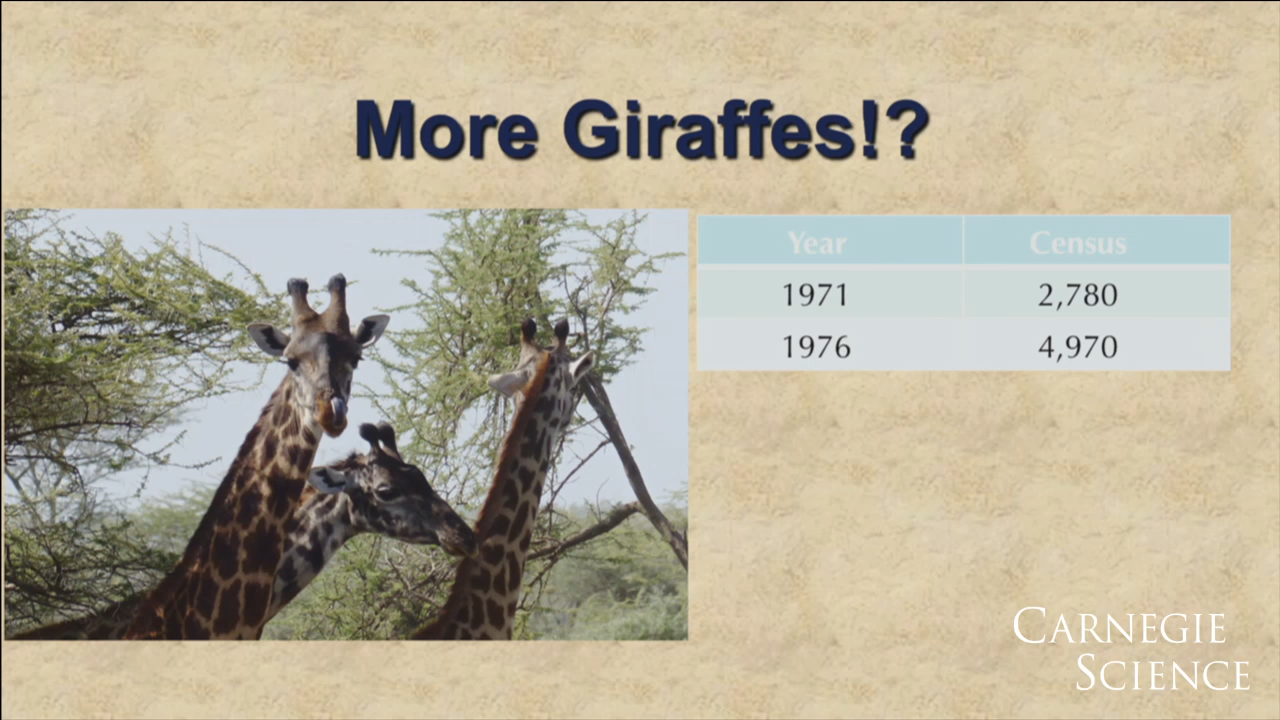 More Giraffes!?
Year Census
1971 2,780
1976 4,970
CARNEGIE
SCIENCE